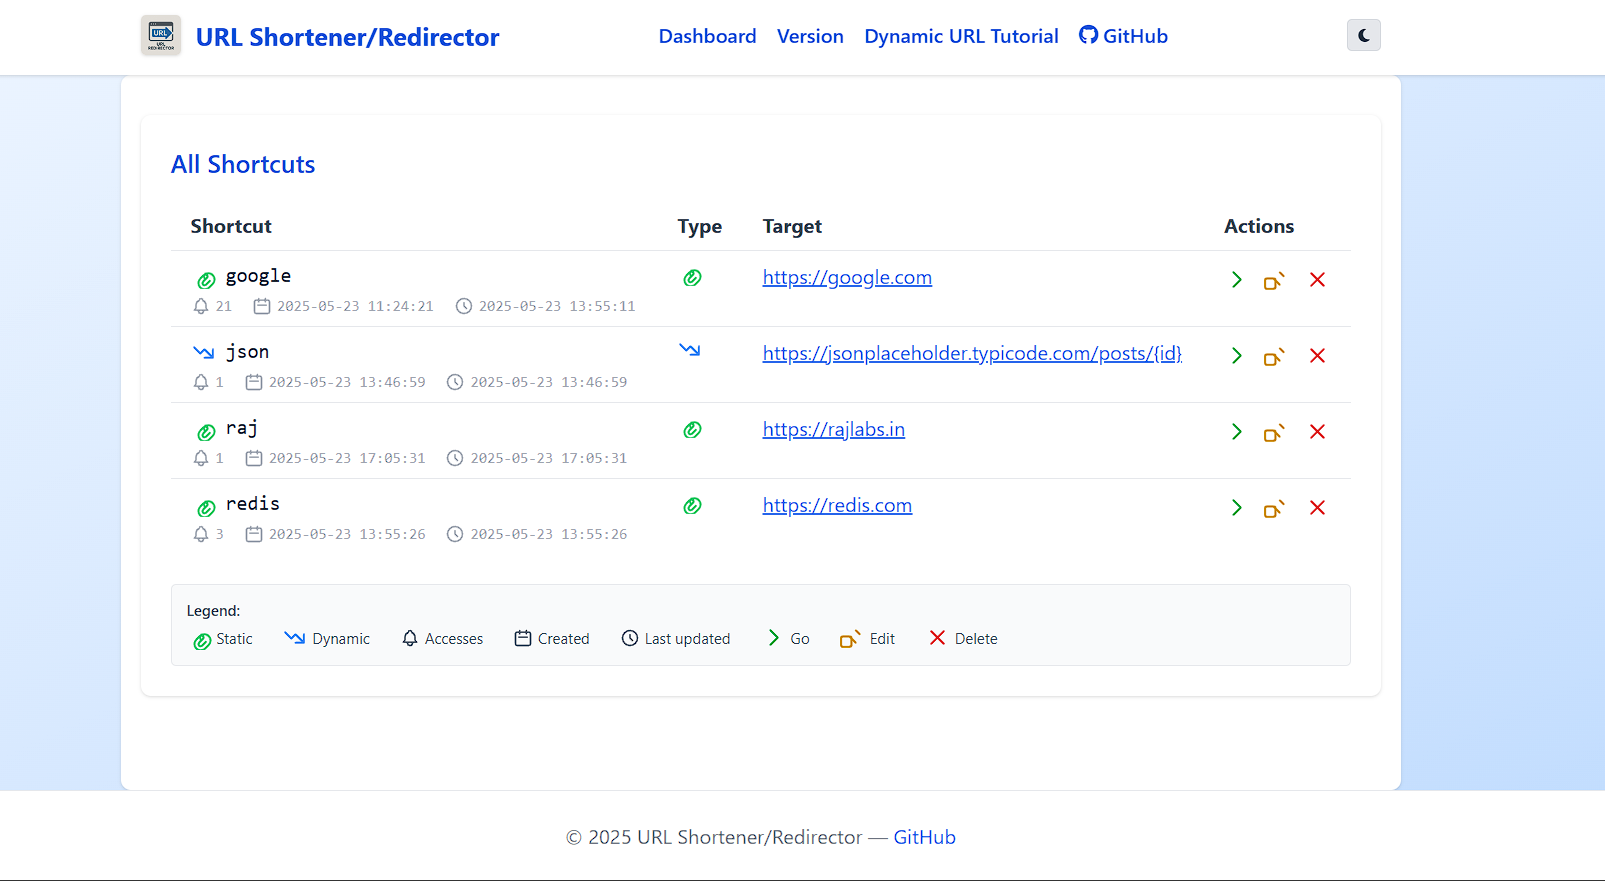 URL
URL
REDIRECTOR
URL Shortener/Redirector
Dashboard Version Dynamic URL Tutorial GitHub
All Shortcuts
Shortcut Type Target Actions
google https://google.com
21 2025-05-23 11:24:21 2025-05-23 13:55:11
json https://jsonplaceholder.typicode.com/posts/{id}
1 2025-05-23 13:46:59 2025-05-23 13:46:59
raj https://rajlabs.in
1 2025-05-23 17:05:31 2025-05-23 17:05:31
redis https://redis.com
3 2025-05-23 13:55:26 2025-05-23 13:55:26
Legend:
Static Dynamic Accesses Created Last updated Go Edit Delete
© 2025 URL Shortener/Redirector — GitHub